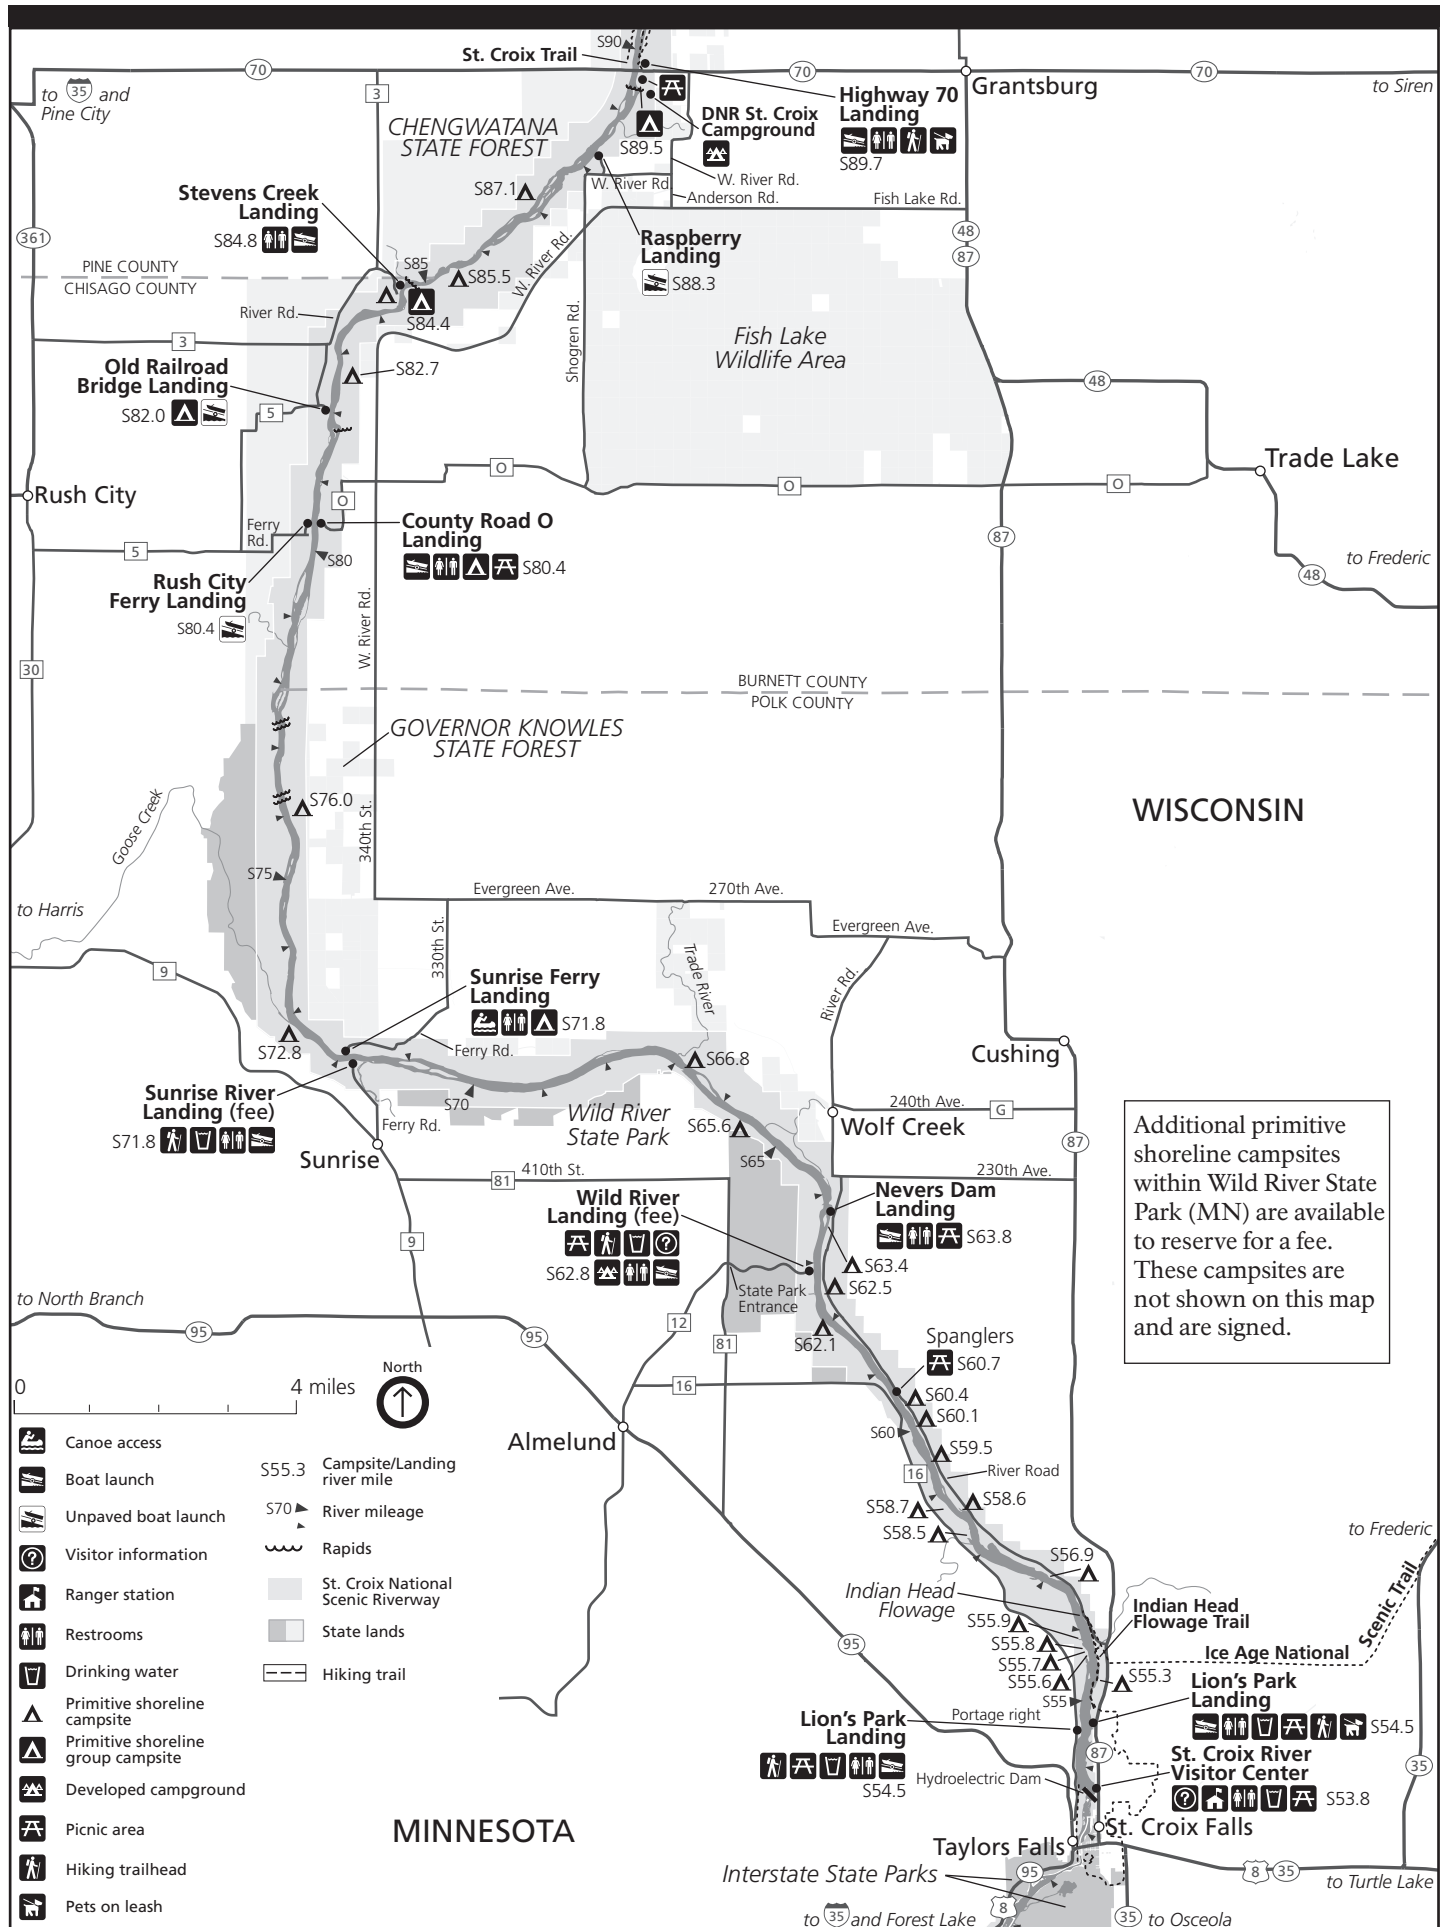 S90
St. Croix Trail
70
70
70
to 35 and
Pine City
3
Grantsburg
to Siren
Highway 70
Landing
S89.7
DNR St. Croix
Campground
CHENGWATANA
STATE FOREST
S89.5
S87.1
W. River Rd.
W. River Rd.
Anderson Rd.
Fish Lake Rd.
Stevens Creek
Landing
S84.8
361
48
87
Raspberry
Landing
S88.3
W. River Rd.
PINE COUNTY
CHISAGO COUNTY
S85
S85.5
S84.4
River Rd.
3
Shogren Rd.
Fish Lake
Wildlife Area
Old Railroad
Bridge Landing
S82.0
S82.7
5
48
Trade Lake
Rush City
O
O
O
O
Ferry
Rd.
County Road O
Landing
S80.4
5
S80
87
to Frederic
48
Rush City
Ferry Landing
S80.4
W. River Rd.
30
BURNETT COUNTY
POLK COUNTY
GOVERNOR KNOWLES
STATE FOREST
S76.0
WISCONSIN
Goose Creek
340th St.
S75
Evergreen Ave.
270th Ave.
to Harris
Evergreen Ave.
330th St.
Trade River
River Rd.
9
Sunrise Ferry
Landing
S71.8
S72.8
Ferry Rd.
S66.8
Cushing
Sunrise River
Landing (fee)
S71.8
S70
Ferry Rd.
Wild River
State Park
S65.6
240th Ave.
G
Wolf Creek
87
Sunrise
S65
410th St.
81
230th Ave.
Additional primitive
shoreline campsites
within Wild River State
Park (MN) are available
to reserve for a fee.
These campsites are
not shown on this map
and are signed.
Wild River
Landing (fee)
S62.8
Nevers Dam
Landing
S63.8
9
S63.4
S62.5
State Park
Entrance
to North Branch
95
95
12
81
S62.1
Spanglers
S60.7
16
S60.4
S60.1
S60
0
4 miles
North
Almelund
S59.5
16
River Road
S58.7
S58.6
S58.5
Canoe access
Boat launch
Unpaved boat launch
Visitor information
Ranger station
Restrooms
Drinking water
Primitive shoreline
campsite
Primitive shoreline
group campsite
Developed campground
Picnic area
Hiking trailhead
Pets on leash
S55.3
Campsite/Landing
river mile
S70
River mileage
Rapids
St. Croix National
Scenic Riverway
State lands
Hiking trail
to Frederic
S56.9
Indian Head
Flowage
Indian Head
Flowage Trail
S55.9
S55.8
S55.7
S55.6
95
Ice Age National
Scenic Trail
S55.3
S55
Lion's Park
Landing
S54.5
Portage right
Lion's Park
Landing
S54.5
87
St. Croix River
Visitor Center
S53.8
35
Hydroelectric Dam
MINNESOTA
St. Croix Falls
Taylors Falls
Interstate State Parks
95
8
35
to Turtle Lake
8
to 35 and Forest Lake
35
to Osceola